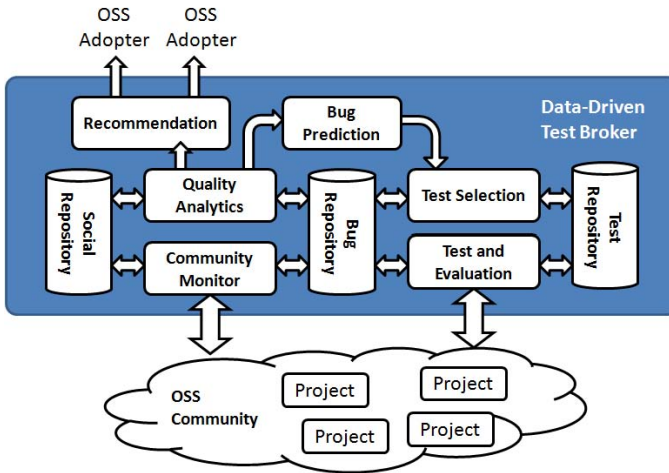 OSS
Adopter
OSS
Adopter
Recommendation
Bug
Prediction
Data-Driven
Test Broker
Social
Repository
Quality
Analytics
Bug
Repository
Test Selection
Test
Repository
Community
Monitor
Test and
Evaluation
OSS
Community
Project
Project
Project
Project